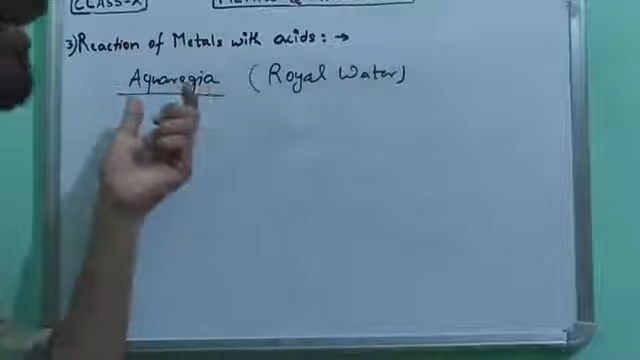 CLASS-X
3) Reaction of Metals with acids : →
Aquaregia (Royal Water)